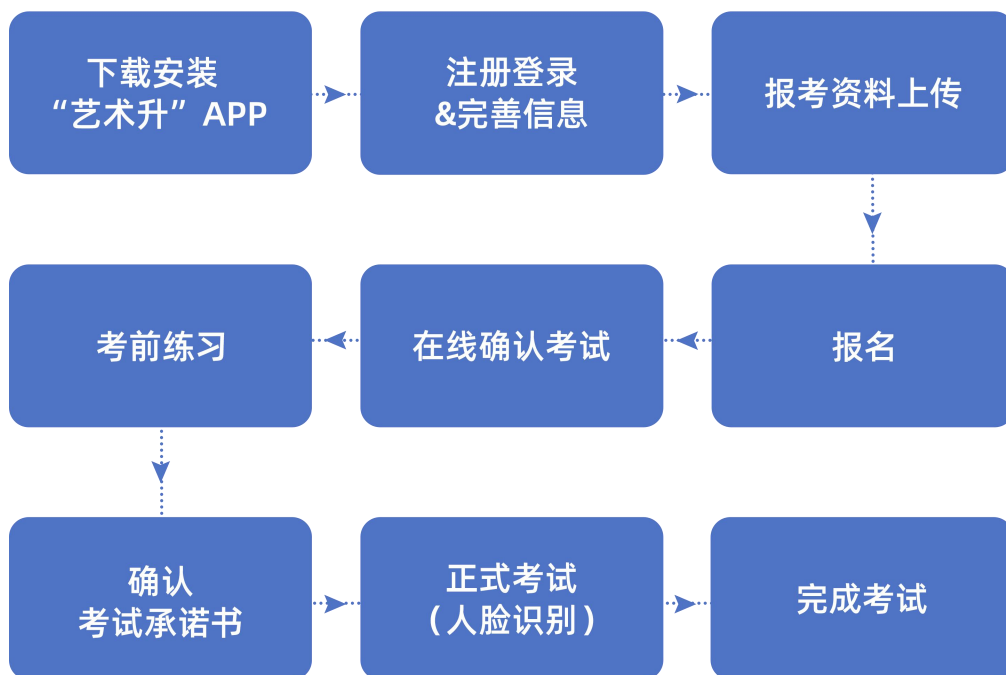 下载安装
“艺术升” APP
注册登录
&完善信息
报考资料上传
报名
在线确认考试
考前练习
确认
考试承诺书
正式考试
（人脸识别）
完成考试